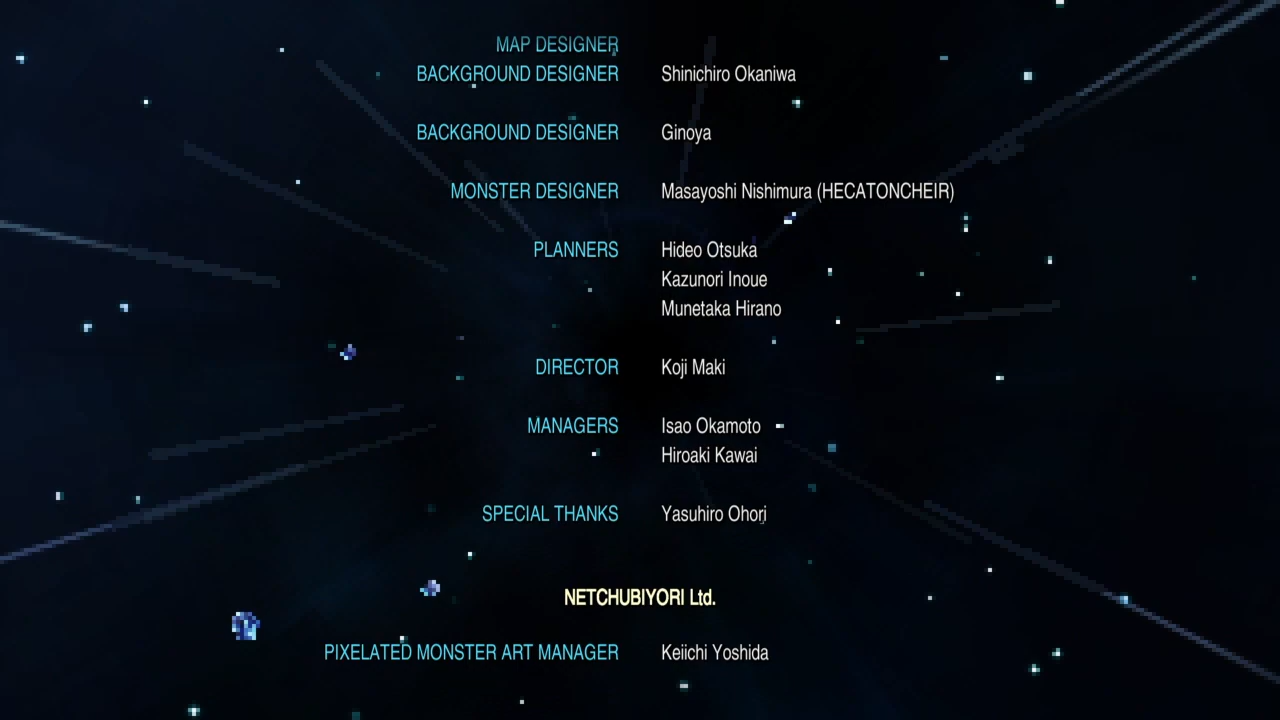 MAP DESIGNER
BACKGROUND DESIGNER Shinichiro Okaniwa
BACKGROUND DESIGNER Ginoya
MONSTER DESIGNER Masayoshi Nishimura (HECATONCHEIR)
PLANNERS Hideo Otsuka
Kazunori Inoue
Munetaka Hirano
DIRECTOR Koji Maki
MANAGERS Isao Okamoto
Hiroaki Kawai
SPECIAL THANKS Yasuhiro Ohori
NETCHUBIYORI Ltd.
PIXELATED MONSTER ART MANAGER Keiichi Yoshida